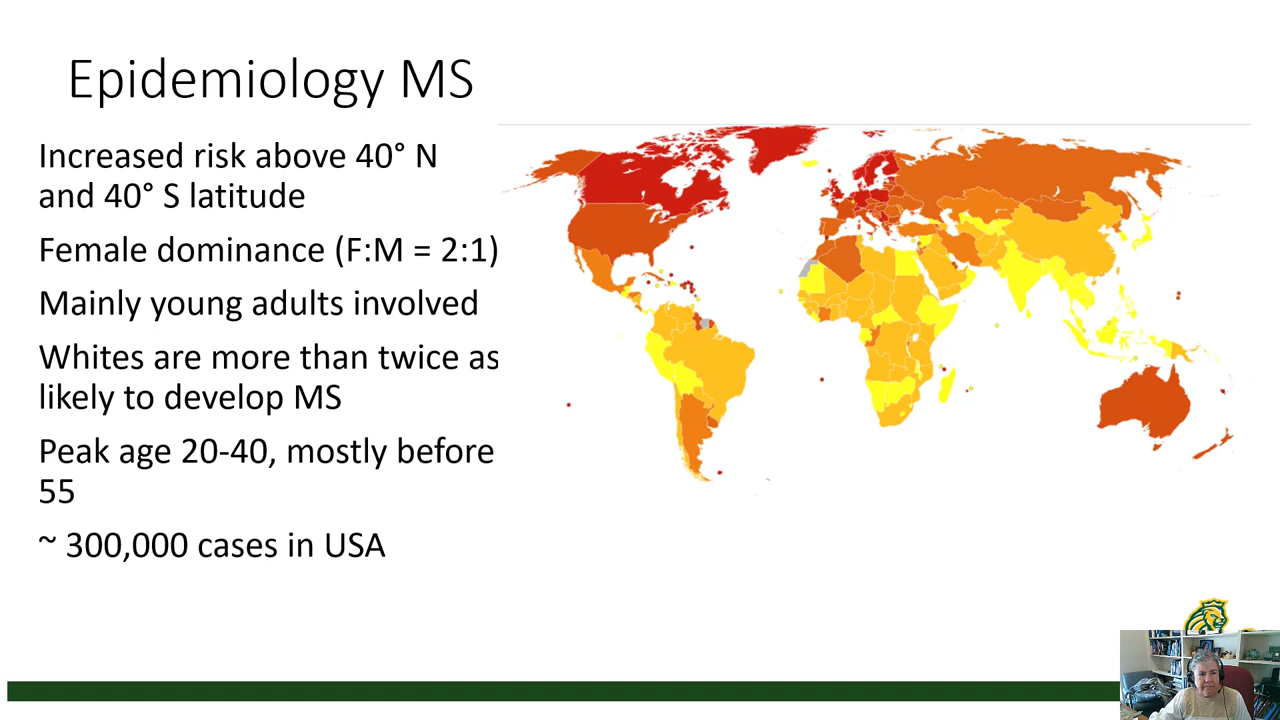 Epidemiology MS
Increased risk above 40° N
and 40° S latitude
Female dominance (F:M = 2:1)
Mainly young adults involved
Whites are more than twice as
likely to develop MS
Peak age 20-40, mostly before
55
~ 300,000 cases in USA